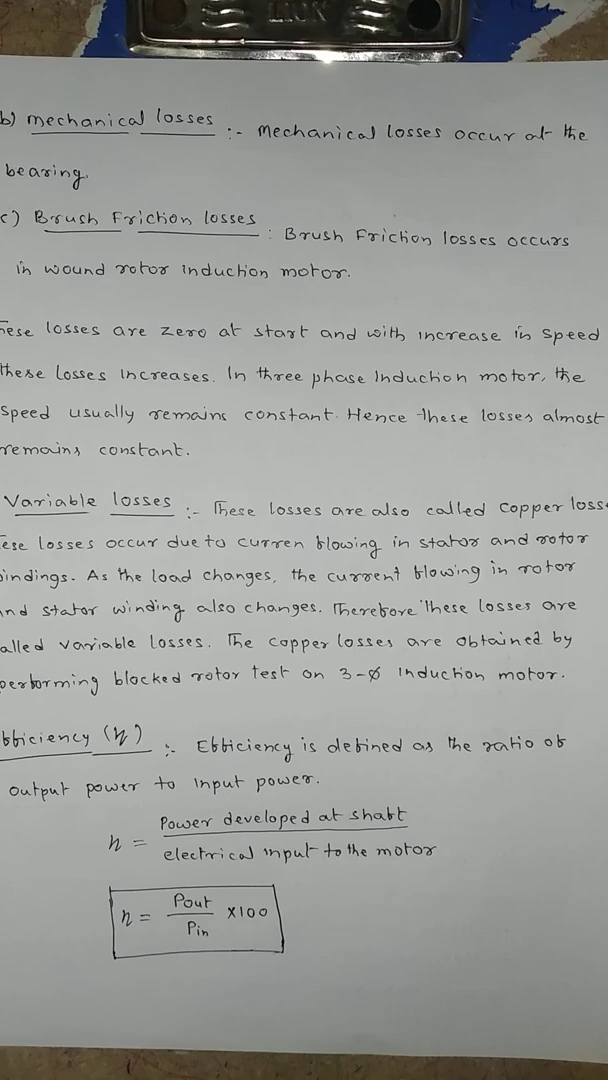 LION
b) Mechanical losses :- Mechanical losses occur at the
bearing.
c) Brush Friction losses : Brush Friction losses occurs
in wound rotor induction motor.
hese losses are zero at start and with increase in speed
these losses increases. In three phase Induction motor, the
speed usually remains constant. Hence these losses almost
remains constant.
Variable losses :- These losses are also called copper loss
ese losses occur due to curren flowing in stator and rotor
indings. As the load changes, the current flowing in rotor
nd stator winding also changes. Therefore these losses are
alled variable losses. The copper losses are obtained by
performing blocked rotor test on 3-ϕ induction motor.
fficiency (η) :- Efficiency is defined as the ratio of
output power to input power.
η = Power developed at shaft
electrical input to the motor
η = Pout / Pin ×100